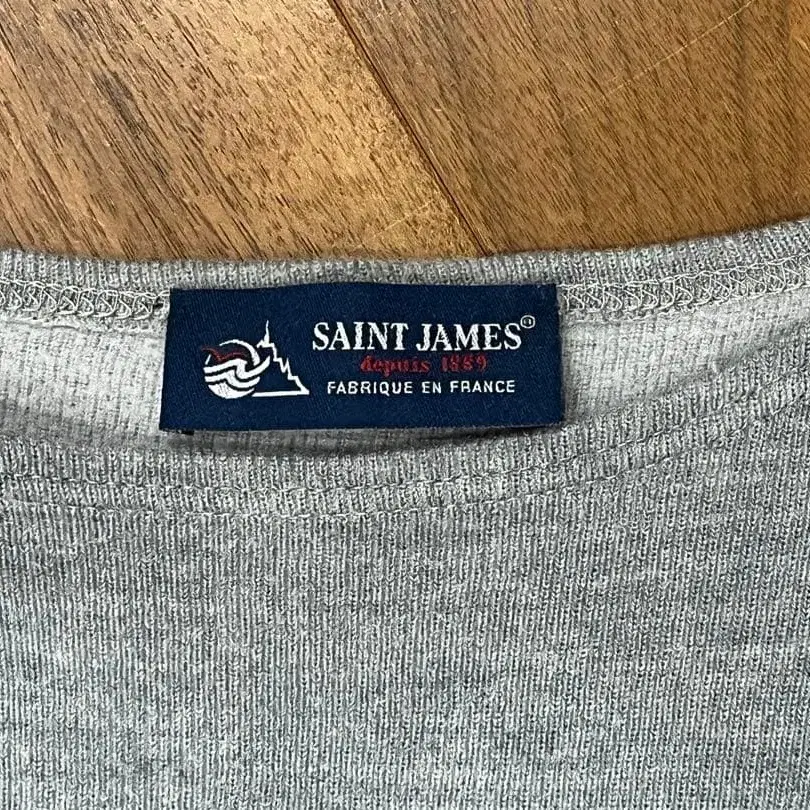 SAINT JAMES®
depuis 1889
FABRIQUE EN FRANCE